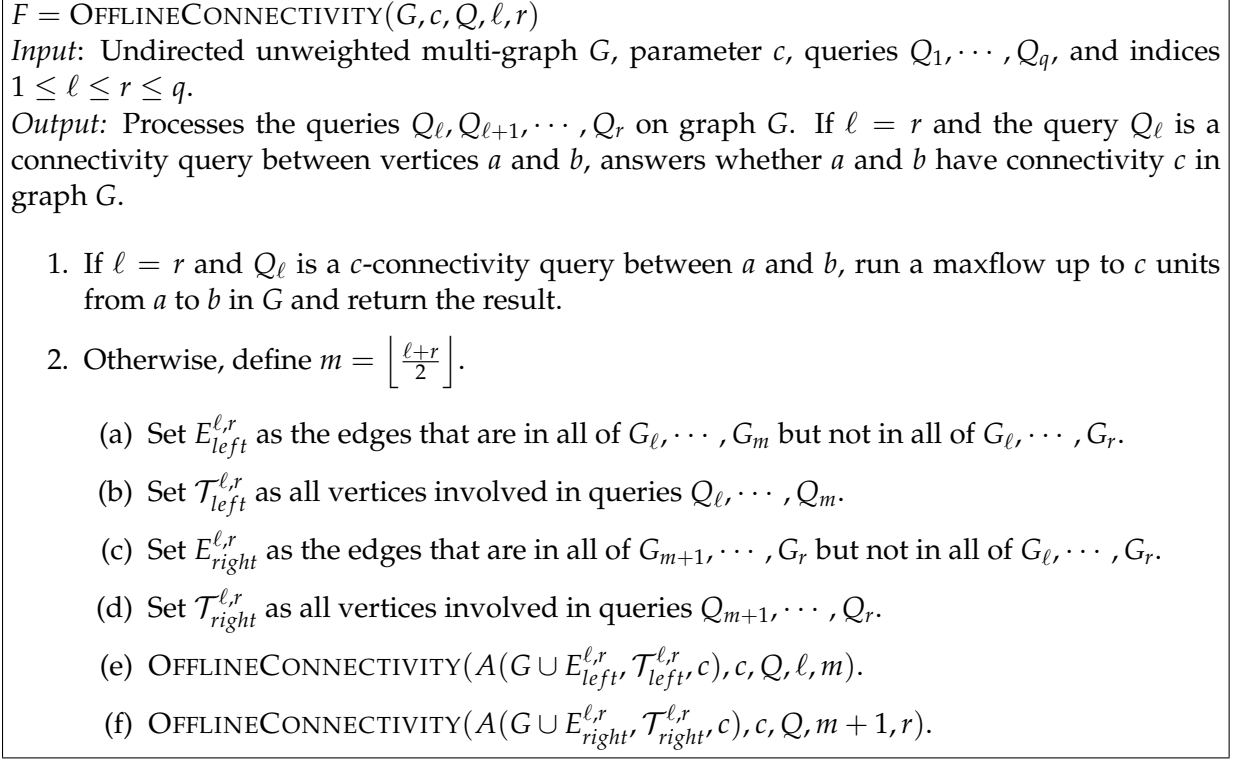 F = OFFLINECONNECTIVITY(G, c, Q, ℓ, r)
Input: Undirected unweighted multi-graph G, parameter c, queries Q₁, ⋯ , Q_q, and indices
1 ≤ ℓ ≤ r ≤ q.
Output: Processes the queries Q_ℓ, Q_{ℓ+1}, ⋯ , Q_r on graph G. If ℓ = r and the query Q_ℓ is a
connectivity query between vertices a and b, answers whether a and b have connectivity c in
graph G.
1. If ℓ = r and Q_ℓ is a c-connectivity query between a and b, run a maxflow up to c units
from a to b in G and return the result.
2. Otherwise, define m = ⌊(ℓ+r)/2⌋.
(a) Set E_{left}^{ℓ,r} as the edges that are in all of G_ℓ, ⋯ , G_m but not in all of G_ℓ, ⋯ , G_r.
(b) Set 𝒯_{left}^{ℓ,r} as all vertices involved in queries Q_ℓ, ⋯ , Q_m.
(c) Set E_{right}^{ℓ,r} as the edges that are in all of G_{m+1}, ⋯ , G_r but not in all of G_ℓ, ⋯ , G_r.
(d) Set 𝒯_{right}^{ℓ,r} as all vertices involved in queries Q_{m+1}, ⋯ , Q_r.
(e) OFFLINECONNECTIVITY(A(G ∪ E_{left}^{ℓ,r}, 𝒯_{left}^{ℓ,r}, c), c, Q, ℓ, m).
(f) OFFLINECONNECTIVITY(A(G ∪ E_{right}^{ℓ,r}, 𝒯_{right}^{ℓ,r}, c), c, Q, m + 1, r).